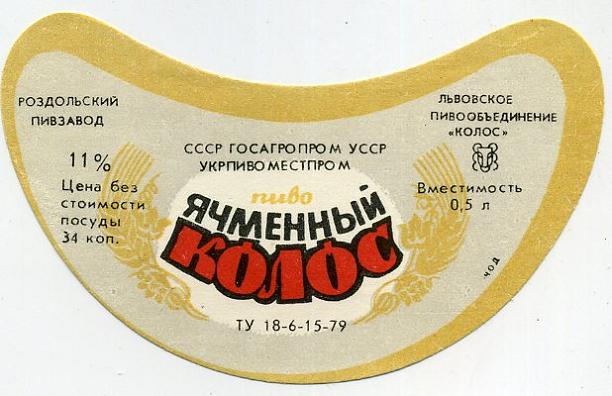 РОЗДОЛЬСКИЙ
ПИВЗАВОД
11%
Цена без
стоимости
посуды
34 коп.
СССР ГОСАГРОПРОМ УССР
УКРПИВОМЕСТПРОМ
пиво
ЯЧМЕННЫЙ
КОЛОС
ТУ 18-6-15-79
ЛЬВОВСКОЕ
ПИВООБЪЕДИНЕНИЕ
«КОЛОС»
Вместимость
0,5 л
ЧОД